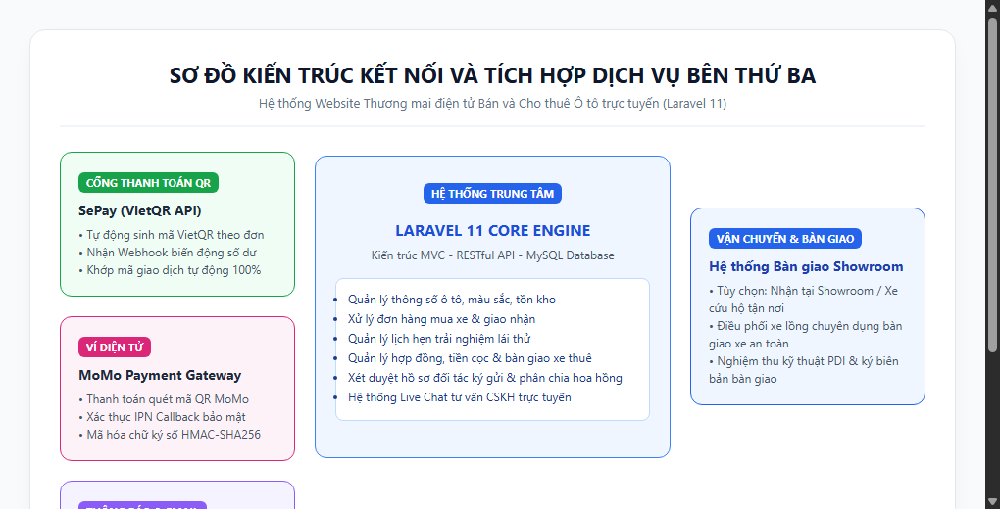 SƠ ĐỒ KIẾN TRÚC KẾT NỐI VÀ TÍCH HỢP DỊCH VỤ BÊN THỨ BA
Hệ thống Website Thương mại điện tử Bán và Cho thuê Ô tô trực tuyến (Laravel 11)
CỔNG THANH TOÁN QR
SePay (VietQR API)
• Tự động sinh mã VietQR theo đơn
• Nhận Webhook biến động số dư
• Khớp mã giao dịch tự động 100%
VÍ ĐIỆN TỬ
MoMo Payment Gateway
• Thanh toán quét mã QR MoMo
• Xác thực IPN Callback bảo mật
• Mã hóa chữ ký số HMAC-SHA256
HỆ THỐNG TRUNG TÂM
LARAVEL 11 CORE ENGINE
Kiến trúc MVC - RESTful API - MySQL Database
• Quản lý thông số ô tô, màu sắc, tồn kho
• Xử lý đơn hàng mua xe & giao nhận
• Quản lý lịch hẹn trải nghiệm lái thử
• Quản lý hợp đồng, tiền cọc & bàn giao xe thuê
• Xét duyệt hồ sơ đối tác ký gửi & phân chia hoa hồng
• Hệ thống Live Chat tư vấn CSKH trực tuyến
VẬN CHUYỂN & BÀN GIAO
Hệ thống Bàn giao Showroom
• Tùy chọn: Nhận tại Showroom / Xe
cứu hộ tận nơi
• Điều phối xe lồng chuyên dụng bàn
giao xe an toàn
• Nghiệm thu kỹ thuật PDI & ký biên
bản bàn giao